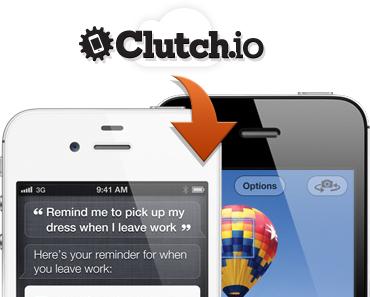 Clutch.io
3G 9:41 AM
Options
“ Remind me to pick up my
dress when I leave work ”
Here's your reminder for when
you leave work: